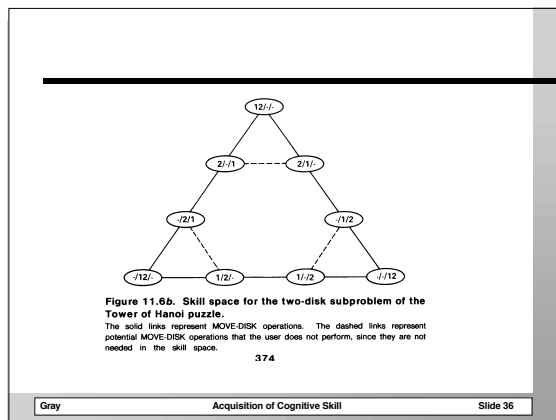 12/-/-
2/-/1
2/1/-
-/2/1
-/1/2
-/12/-
1/2/-
1/-/2
-/-/12
Figure 11.6b. Skill space for the two-disk subproblem of the
Tower of Hanoi puzzle.
The solid links represent MOVE-DISK operations. The dashed links represent
potential MOVE-DISK operations that the user does not perform, since they are not
needed in the skill space.
374
Gray Acquisition of Cognitive Skill Slide 36